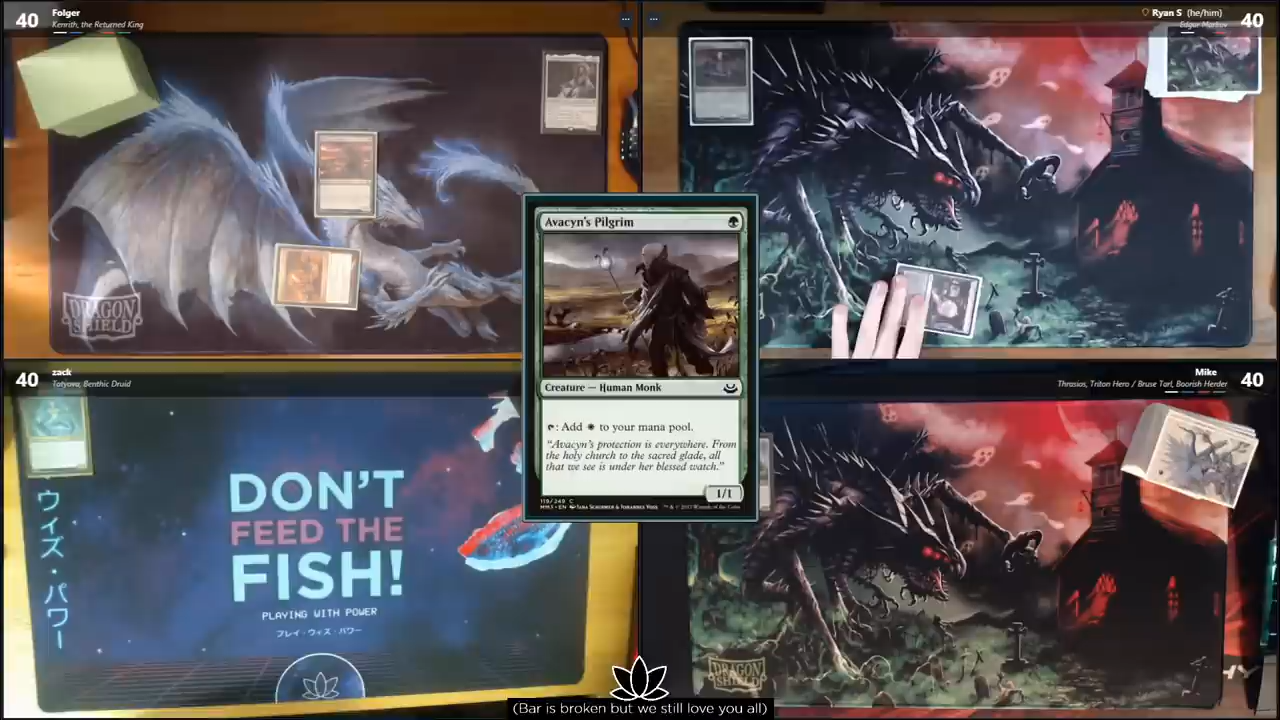 40
Folger
Kenrith, the Returned King
Ryan S (he/him)
Edgar Markov
40
DRAGON
SHIELD
Avacyn's Pilgrim
Creature — Human Monk
: Add to your mana pool.
"Avacyn's protection is everywhere. From
the holy church to the sacred glade, all
that we see is under her blessed watch."
1/1
119/249 C
40
zack
Tatyova, Benthic Druid
Mike
Thrasios, Triton Hero / Bruse Tarl, Boorish Herder
40
ウィズ・パワー
DON'T
FEED THE
FISH!
PLAYING WITH POWER
プレイ・ウィズ・パワー
DRAGON
SHIELD
(Bar is broken but we still love you all)